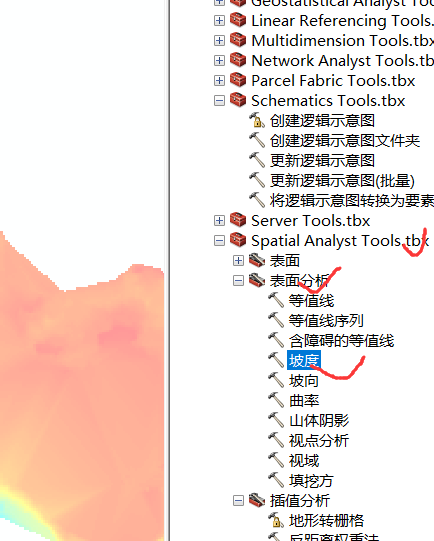 Geostatistical Analyst Too
Linear Referencing Tools.
Multidimension Tools.tbx
Network Analyst Tools.tbx
Parcel Fabric Tools.tbx
Schematics Tools.tbx
创建逻辑示意图
创建逻辑示意图文件夹
更新逻辑示意图
更新逻辑示意图(批量)
将逻辑示意图转换为要素
Server Tools.tbx
Spatial Analyst Tools.tbx
表面
表面分析
等值线
等值线序列
含障碍的等值线
坡度
坡向
曲率
山体阴影
视点分析
视域
填挖方
插值分析
地形转栅格
反距离权重法